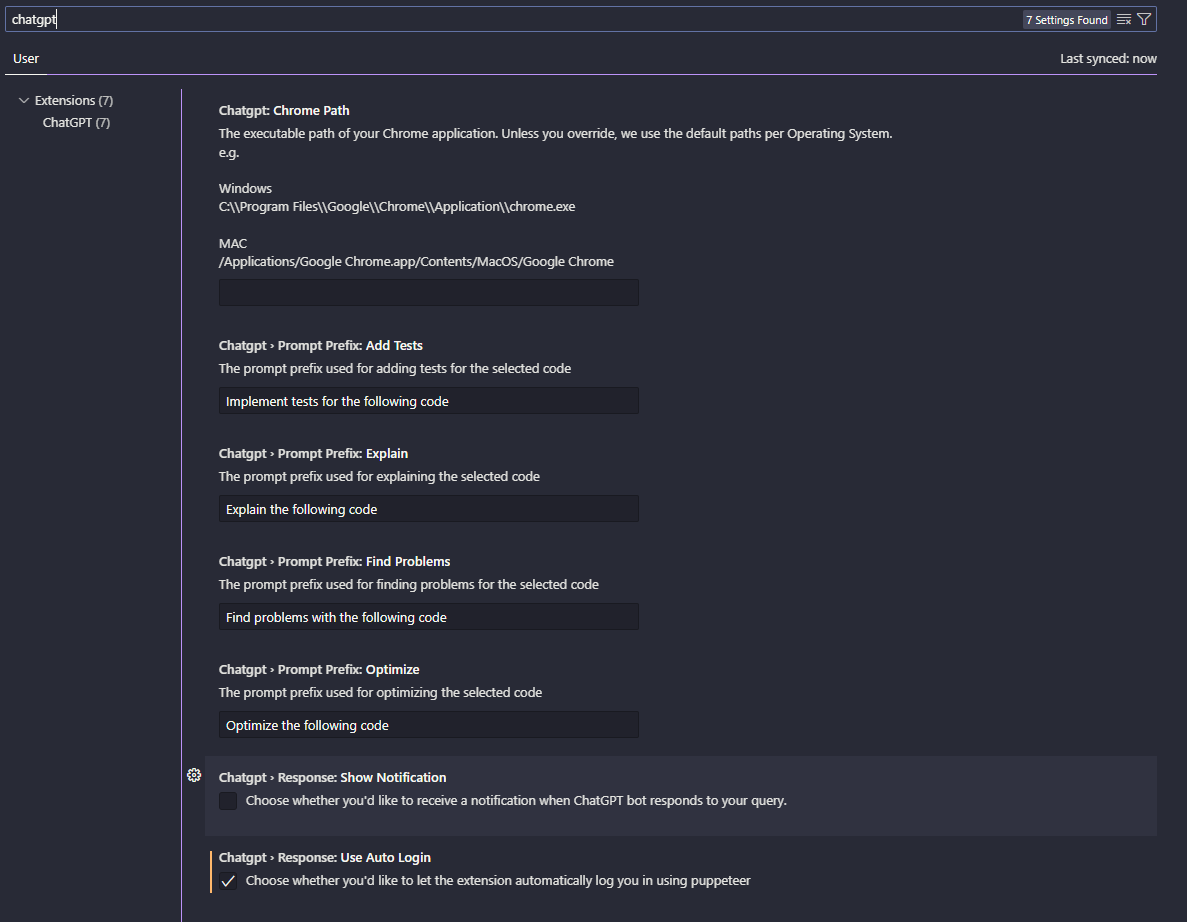 chatgpt
7 Settings Found
User
Last synced: now
Extensions (7)
ChatGPT (7)
Chatgpt: Chrome Path
The executable path of your Chrome application. Unless you override, we use the default paths per Operating System.
e.g.
Windows
C:\\Program Files\\Google\\Chrome\\Application\\chrome.exe
MAC
/Applications/Google Chrome.app/Contents/MacOS/Google Chrome
Chatgpt › Prompt Prefix: Add Tests
The prompt prefix used for adding tests for the selected code
Implement tests for the following code
Chatgpt › Prompt Prefix: Explain
The prompt prefix used for explaining the selected code
Explain the following code
Chatgpt › Prompt Prefix: Find Problems
The prompt prefix used for finding problems for the selected code
Find problems with the following code
Chatgpt › Prompt Prefix: Optimize
The prompt prefix used for optimizing the selected code
Optimize the following code
Chatgpt › Response: Show Notification
Choose whether you'd like to receive a notification when ChatGPT bot responds to your query.
Chatgpt › Response: Use Auto Login
Choose whether you'd like to let the extension automatically log you in using puppeteer